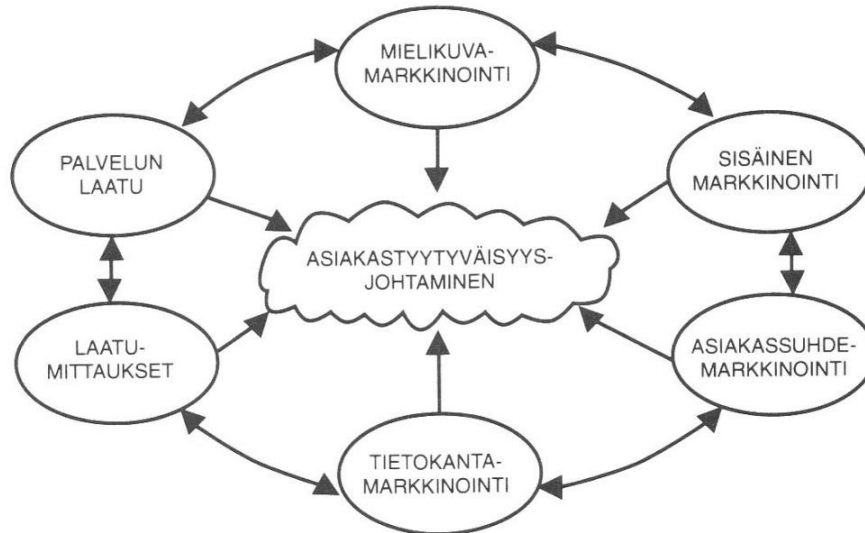 MIELIKUVA-
MARKKINOINTI
PALVELUN
LAATU
SISÄINEN
MARKKINOINTI
ASIAKASTYYTYVÄISYYS-
JOHTAMINEN
LAATU-
MITTAUKSET
ASIAKASSUHDE-
MARKKINOINTI
TIETOKANTA-
MARKKINOINTI